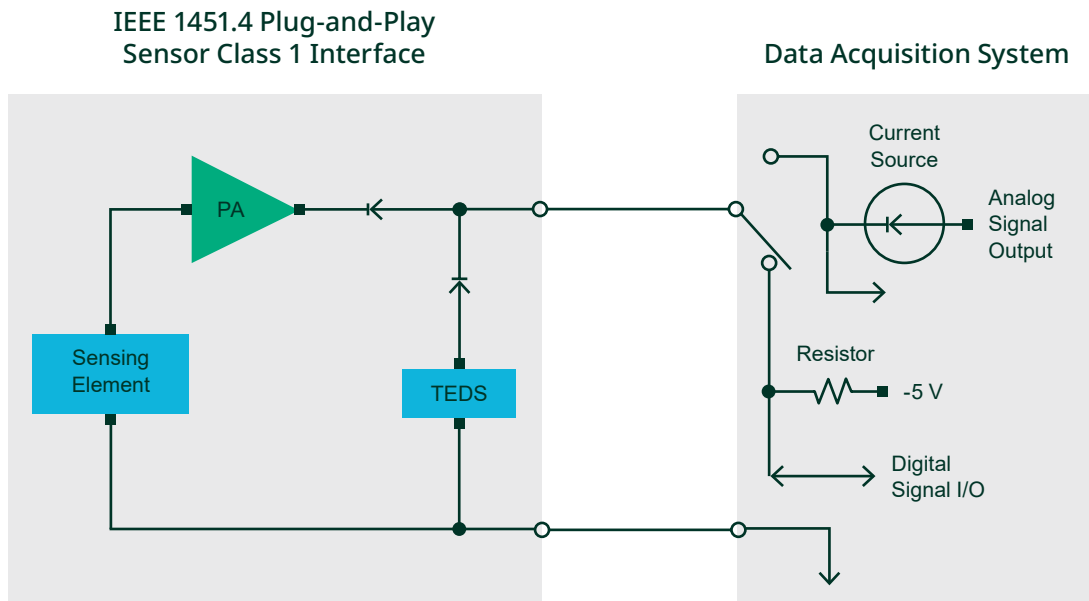 IEEE 1451.4 Plug-and-Play
Sensor Class 1 Interface
Data Acquisition System
PA
Sensing
Element
TEDS
Current
Source
Analog
Signal
Output
Resistor
-5 V
Digital
Signal I/O